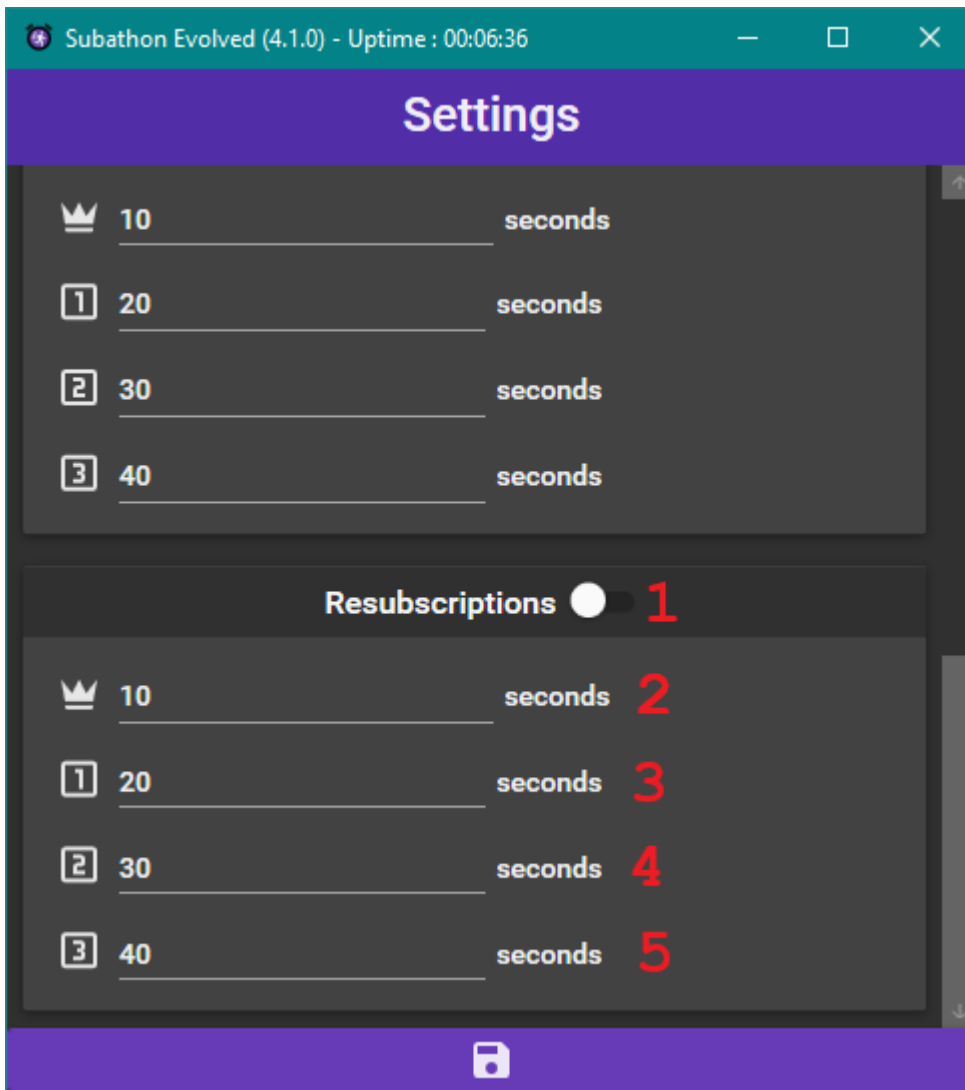 Subathon Evolved (4.1.0) - Uptime : 00:06:36
Settings
10 seconds
1 20 seconds
2 30 seconds
3 40 seconds
Resubscriptions 1
10 seconds 2
1 20 seconds 3
2 30 seconds 4
3 40 seconds 5